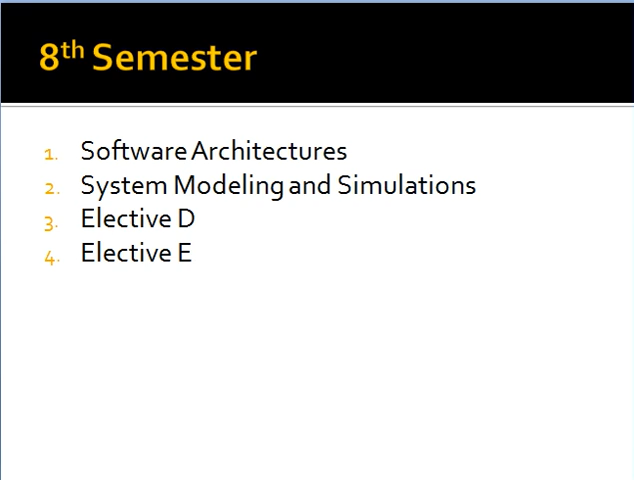 8th Semester
1. Software Architectures
2. System Modeling and Simulations
3. Elective D
4. Elective E